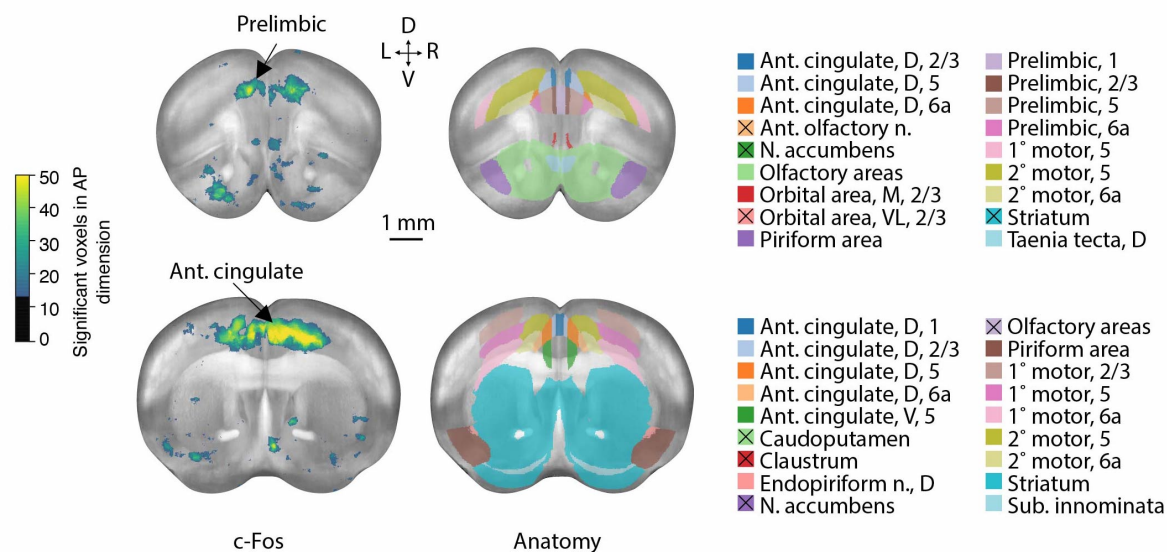 Prelimbic
D
L R
V
Ant. cingulate, D, 2/3
Ant. cingulate, D, 5
Ant. cingulate, D, 6a
Ant. olfactory n.
N. accumbens
Olfactory areas
Orbital area, M, 2/3
Orbital area, VL, 2/3
Piriform area
Prelimbic, 1
Prelimbic, 2/3
Prelimbic, 5
Prelimbic, 6a
1˚ motor, 5
2˚ motor, 5
2˚ motor, 6a
Striatum
Taenia tecta, D
50
40
30
20
10
0
Significant voxels in AP
dimension
1 mm
Ant. cingulate
Ant. cingulate, D, 1
Ant. cingulate, D, 2/3
Ant. cingulate, D, 5
Ant. cingulate, D, 6a
Ant. cingulate, V, 5
Caudoputamen
Claustrum
Endopiriform n., D
N. accumbens
Olfactory areas
Piriform area
1˚ motor, 2/3
1˚ motor, 5
1˚ motor, 6a
2˚ motor, 5
2˚ motor, 6a
Striatum
Sub. innominata
c-Fos
Anatomy